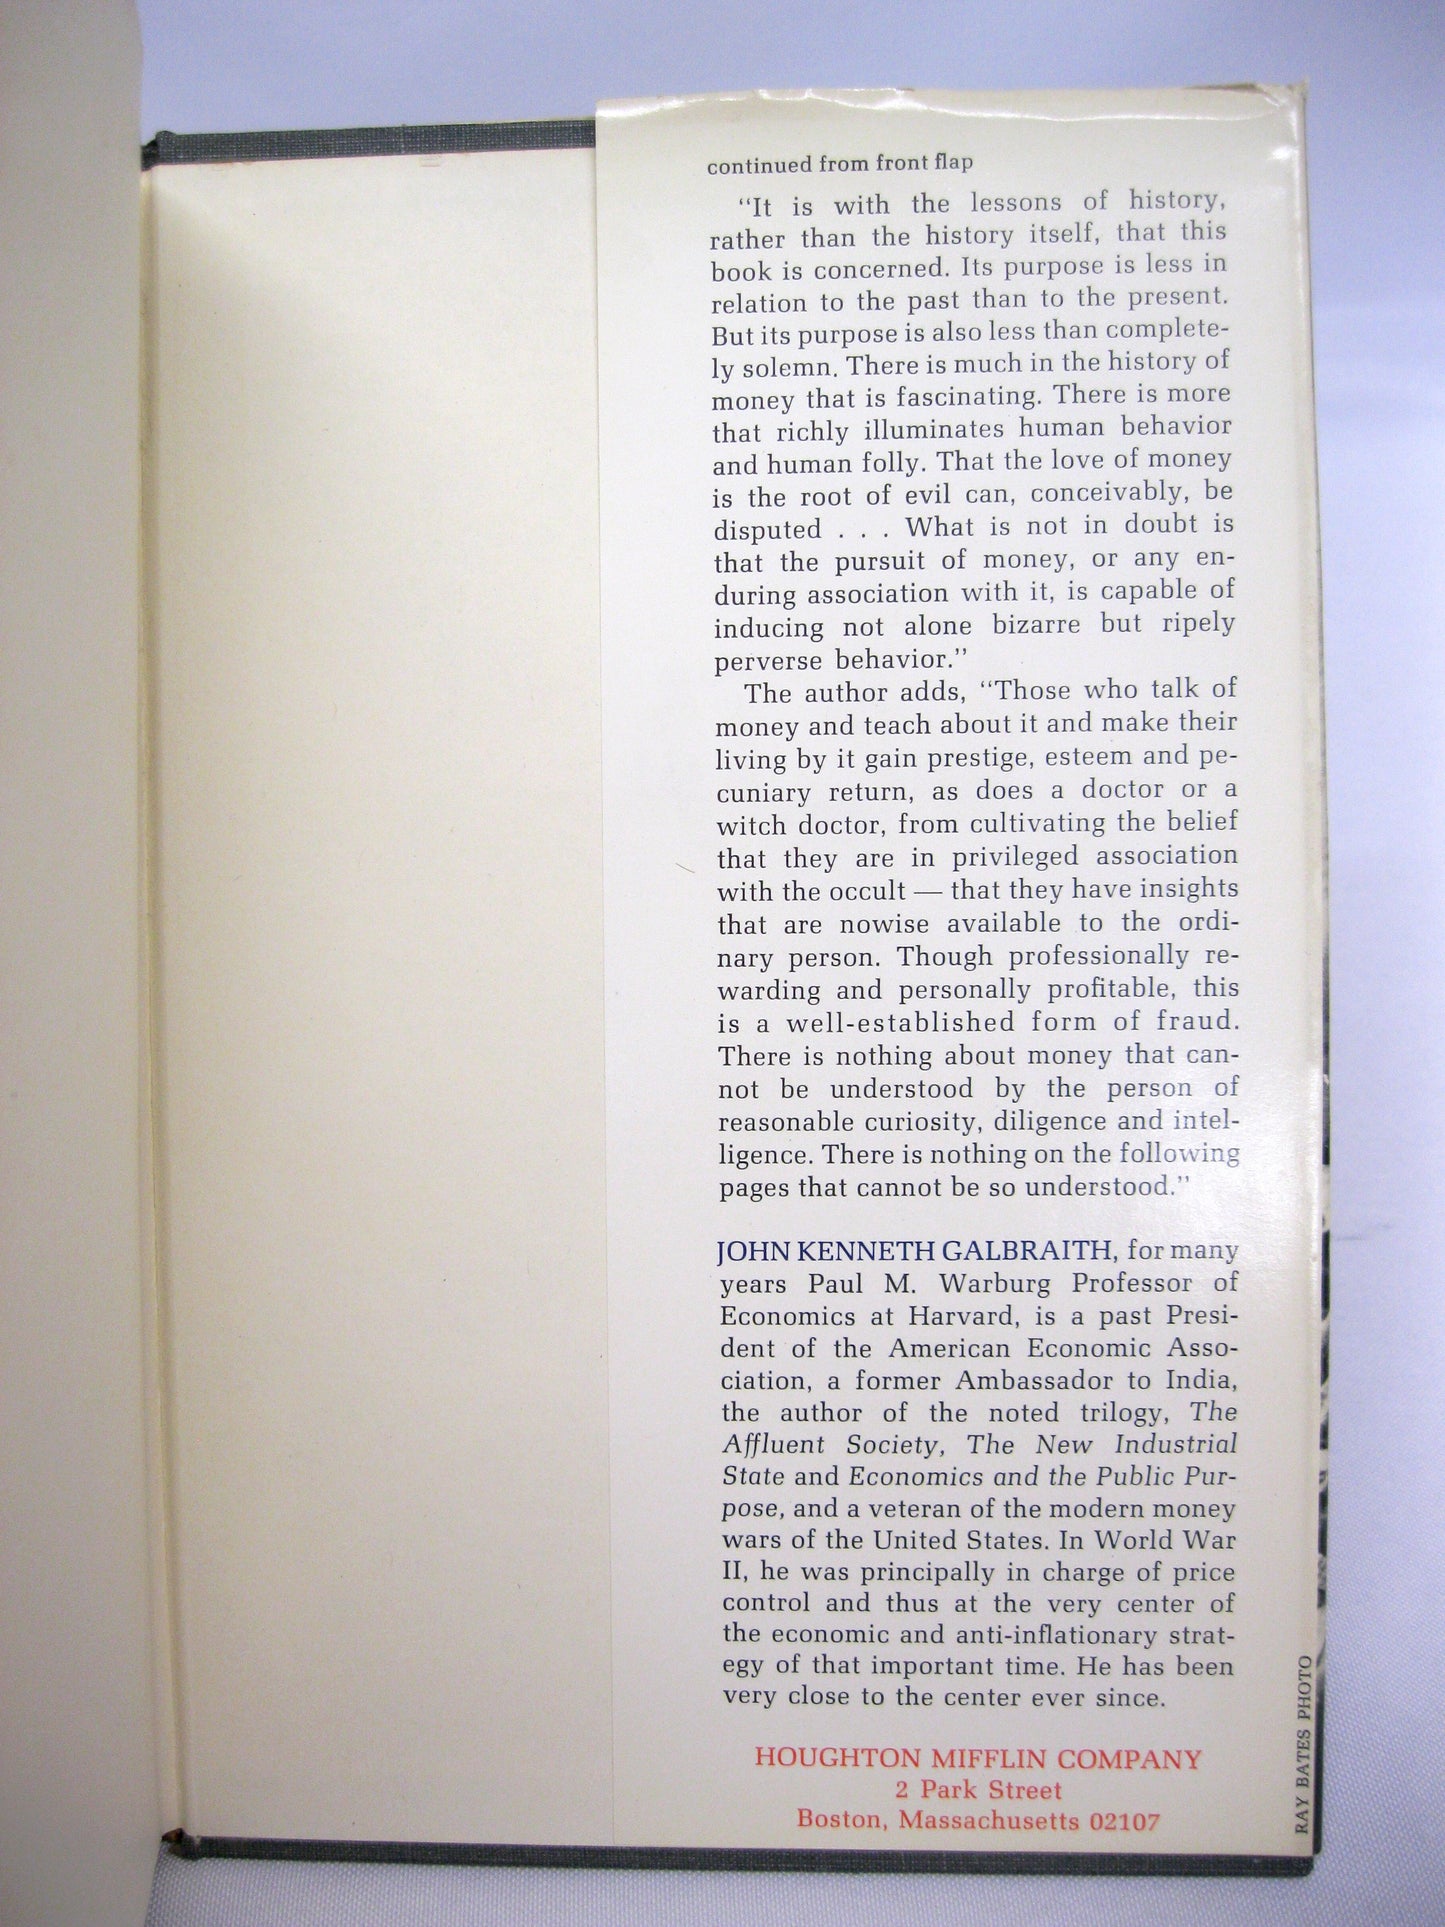 continued from front flap
“It is with the lessons of history,
rather than the history itself, that this
book is concerned. Its purpose is less in
relation to the past than to the present.
But its purpose is also less than complete-
ly solemn. There is much in the history of
money that is fascinating. There is more
that richly illuminates human behavior
and human folly. That the love of money
is the root of evil can, conceivably, be
disputed . . . What is not in doubt is
that the pursuit of money, or any en-
during association with it, is capable of
inducing not alone bizarre but ripely
perverse behavior.”
The author adds, “Those who talk of
money and teach about it and make their
living by it gain prestige, esteem and pe-
cuniary return, as does a doctor or a
witch doctor, from cultivating the belief
that they are in privileged association
with the occult — that they have insights
that are nowise available to the ordi-
nary person. Though professionally re-
warding and personally profitable, this
is a well-established form of fraud.
There is nothing about money that can-
not be understood by the person of
reasonable curiosity, diligence and intel-
ligence. There is nothing on the following
pages that cannot be so understood.”
JOHN KENNETH GALBRAITH, for many
years Paul M. Warburg Professor of
Economics at Harvard, is a past Presi-
dent of the American Economic Asso-
ciation, a former Ambassador to India,
the author of the noted trilogy, The
Affluent Society, The New Industrial
State and Economics and the Public Pur-
pose, and a veteran of the modern money
wars of the United States. In World War
II, he was principally in charge of price
control and thus at the very center of
the economic and anti-inflationary strat-
egy of that important time. He has been
very close to the center ever since.
HOUGHTON MIFFLIN COMPANY
2 Park Street
Boston, Massachusetts 02107
RAY BATES PHOTO